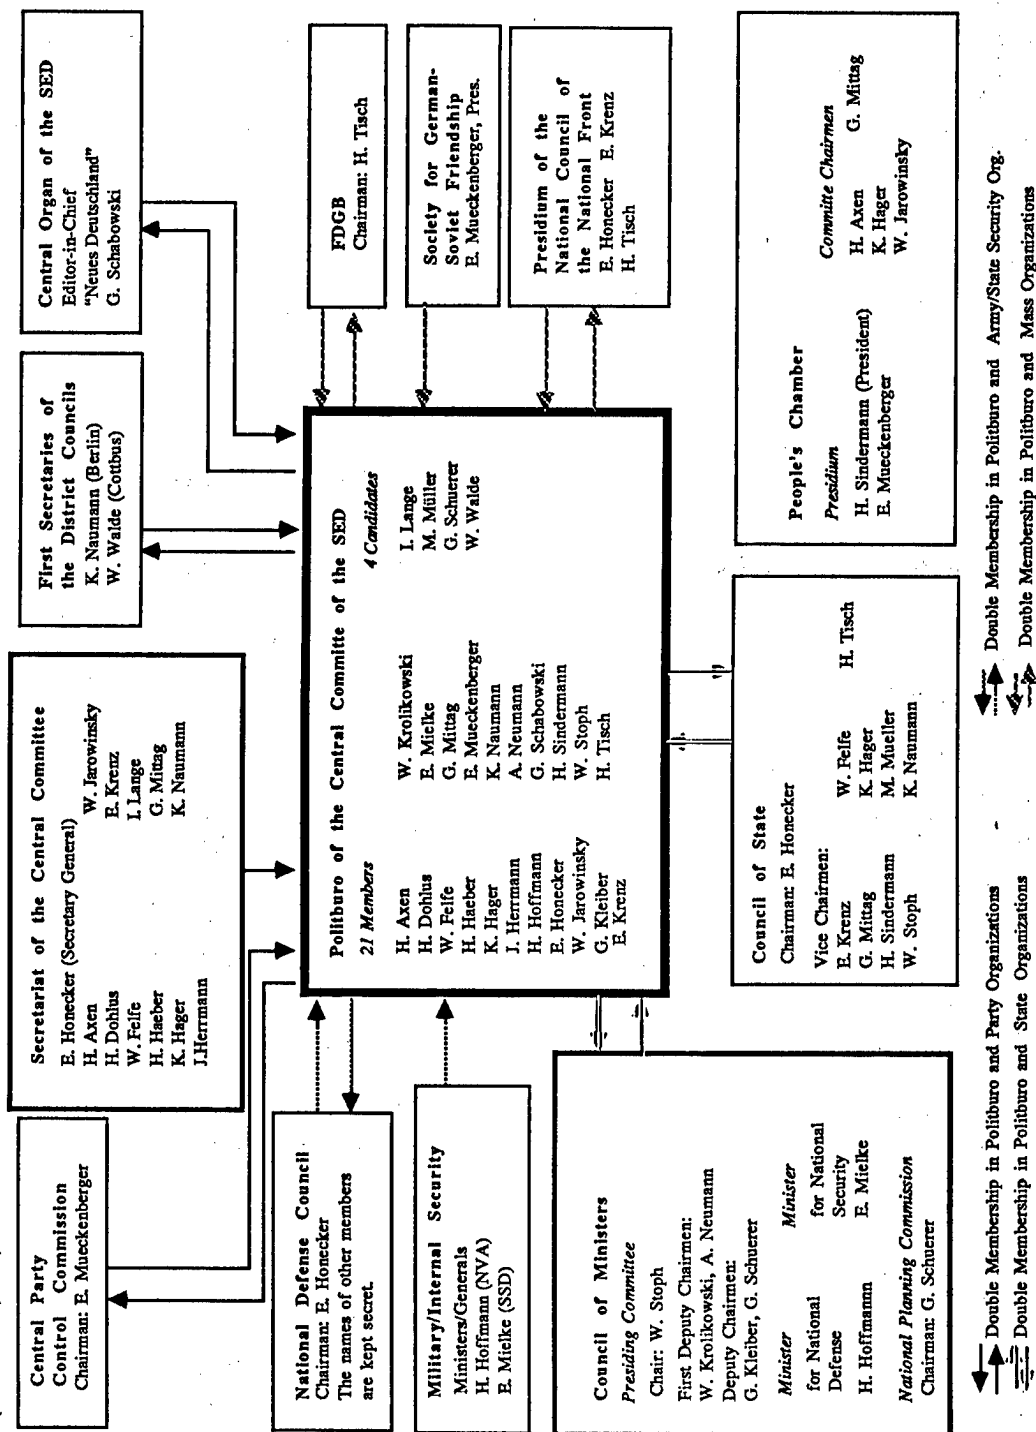 Central Party
Control Commission
Chairman: E. Mueckenberger
Secretariat of the Central Committee
E. Honecker (Secretary General)
H. Axen
H. Dohlus
W. Felfe
H. Haeber
K. Hager
J.Herrmann
W. Jarowinsky
E. Krenz
I. Lange
G. Mittag
K. Naumann
First Secretaries of
the District Councils
K. Naumann (Berlin)
W. Walde (Cottbus)
Central Organ of the SED
Editor-in-Chief
"Neues Deutschland"
G. Schabowski
National Defense Council
Chairman: E. Honecker
The names of other members
are kept secret.
Military/Internal Security
Ministers/Generals
H. Hoffmann (NVA)
E. Mielke (SSD)
Politburo of the Central Committe of the SED
21 Members
H. Axen
H. Dohlus
W. Felfe
H. Haeber
K. Hager
J. Herrmann
H. Hoffmann
E. Honecker
W. Jarowinsky
G. Kleiber
E. Krenz
W. Krolikowski
E. Mielke
G. Mittag
E. Mueckenberger
K. Naumann
A. Neumann
G. Schabowski
H. Sindermann
W. Stoph
H. Tisch
4 Candidates
I. Lange
M. Müller
G. Schuerer
W. Walde
FDGB
Chairman: H. Tisch
Society for German-
Soviet Friendship
E. Mueckenberger, Pres.
Presidium of the
National Council of
the National Front
E. Honecker E. Krenz
H. Tisch
Council of Ministers
Presiding Committee
Chair: W. Stoph
First Deputy Chairmen:
W. Krolikowski, A. Neumann
Deputy Chairmen:
G. Kleiber, G. Schuerer
Minister
for National
Defense
H. Hoffmannn
Minister
for National
Security
E. Mielke
National Planning Commission
Chairman: G. Schuerer
Council of State
Chairman: E. Honecker
Vice Chairmen:
E. Krenz
G. Mittag
H. Sindermann
W. Stoph
W. Felfe
K. Hager
M. Mueller
K. Naumann
H. Tisch
People's Chamber
Presidium
H. Sindermann (President)
E. Mueckenberger
Committe Chairmen
H. Axen
K. Hager
W. Jarowinsky
G. Mittag
Double Membership in Politburo and Party Organizations
Double Membership in Politburo and State Organizations
Double Membership in Politburo and Army/State Security Org.
Double Membership in Politburo and Mass Organizations